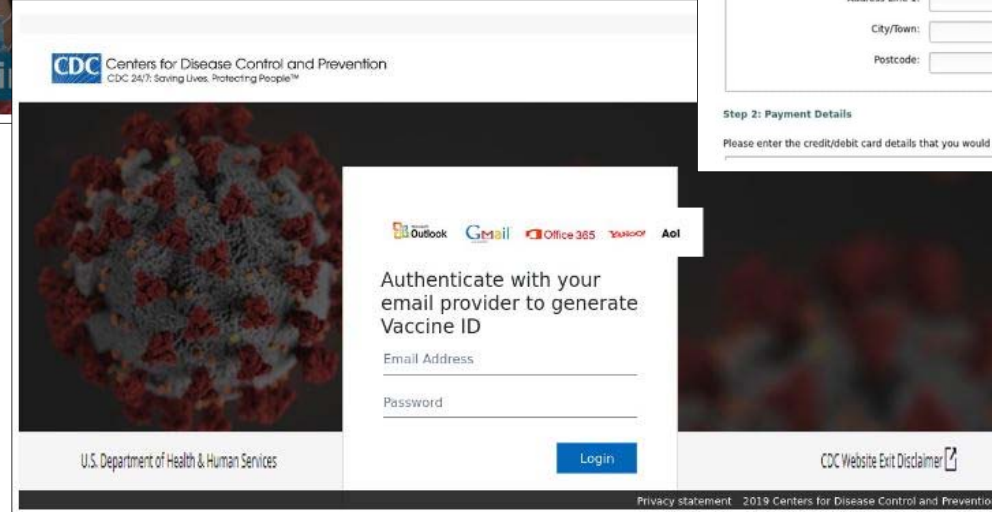 City/Town:
Postcode:
Step 2: Payment Details
Please enter the credit/debit card details that you would
CDC Centers for Disease Control and Prevention
CDC 24/7: Saving Lives, Protecting People™
Outlook Gmail Office 365 YAHOO! Aol
Authenticate with your
email provider to generate
Vaccine ID
Email Address
Password
Login
U.S. Department of Health & Human Services
CDC Website Exit Disclaimer
Privacy statement 2019 Centers for Disease Control and Preventio